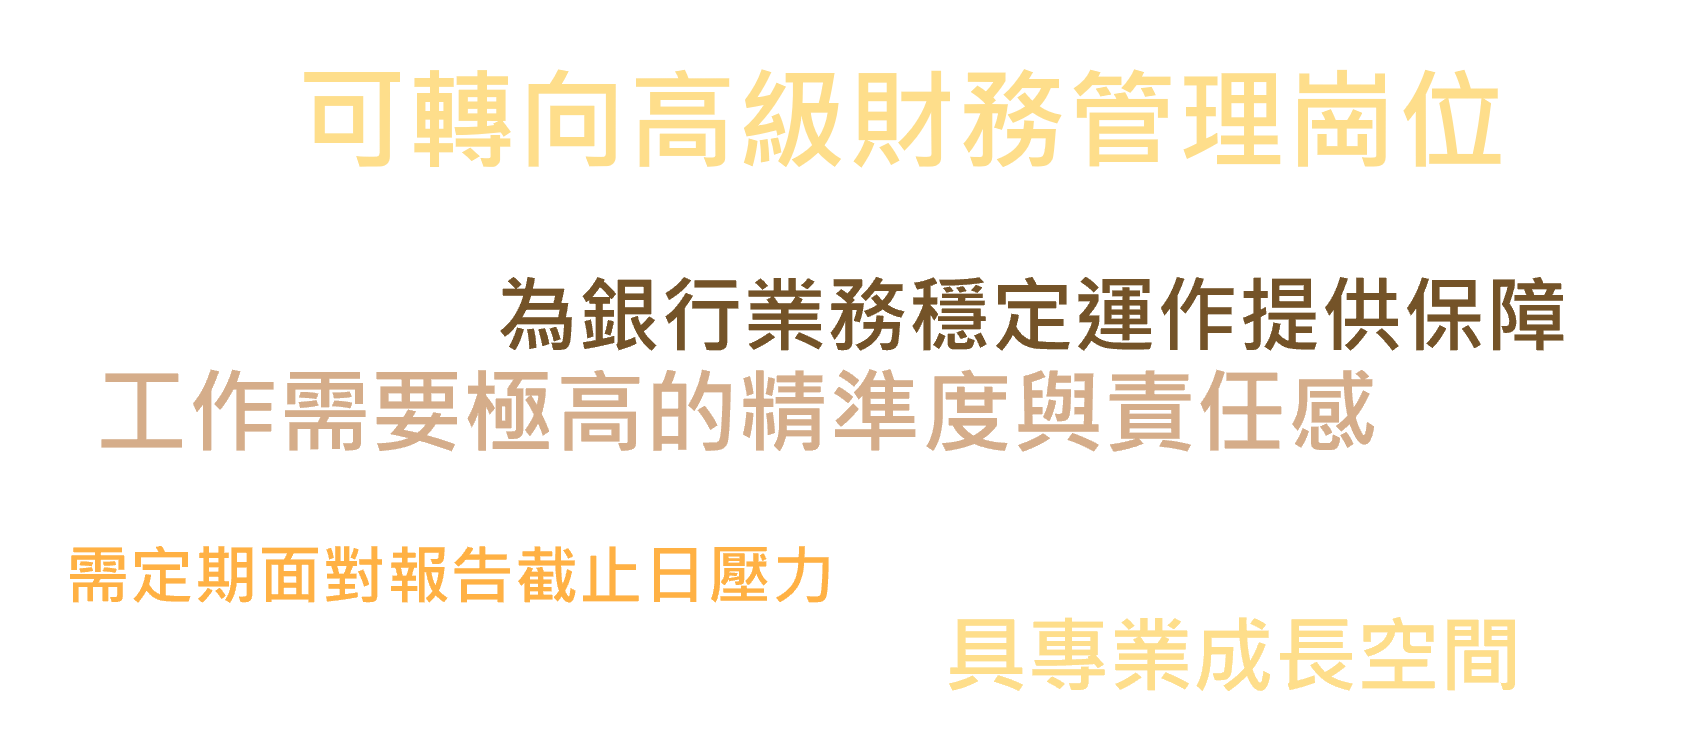 可轉向高級財務管理崗位
為銀行業務穩定運作提供保障
工作需要極高的精準度與責任感
需定期面對報告截止日壓力
具專業成長空間